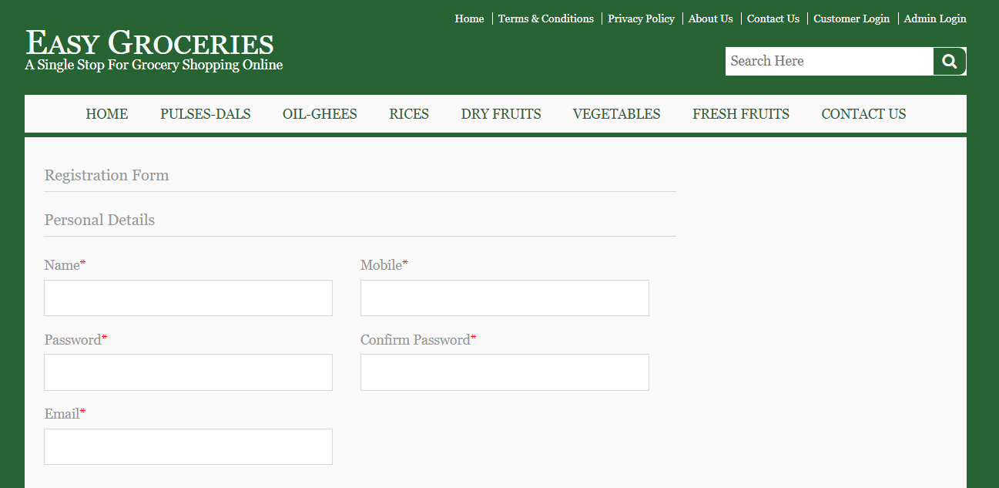 Home Terms & Conditions Privacy Policy About Us Contact Us Customer Login Admin Login
EASY GROCERIES
A Single Stop For Grocery Shopping Online
Search Here
HOME PULSES-DALS OIL-GHEES RICES DRY FRUITS VEGETABLES FRESH FRUITS CONTACT US
Registration Form
Personal Details
Name* Mobile*
Password* Confirm Password*
Email*